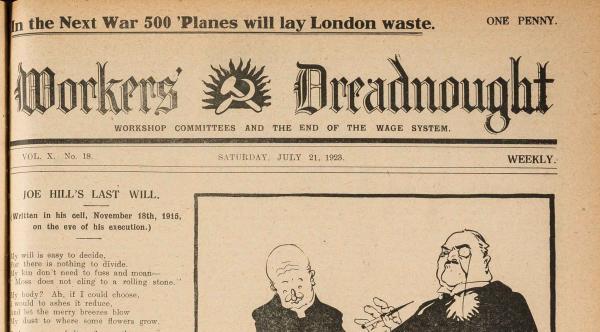 In the Next War 500 'Planes will lay London waste.
ONE PENNY.
Workers' Dreadnought
WORKSHOP COMMITTEES AND THE END OF THE WAGE SYSTEM.
VOL. X. No. 18.
SATURDAY, JULY 21, 1923.
WEEKLY.
JOE HILL'S LAST WILL.
(Written in his cell, November 18th, 1915,
on the eve of his execution.)
My will is easy to decide,
For there is nothing to divide.
My kin don't need to fuss and moan—
Moss does not cling to a rolling stone.
My body? Ah, if I could choose,
I would to ashes it reduce,
And let the merry breezes blow
My dust to where some flowers grow.